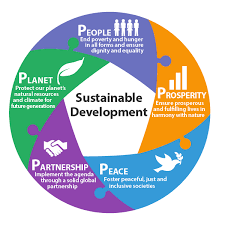 PEOPLE
End poverty and hunger
in all forms and ensure
dignity and equality
PLANET
Protect our planet's
natural resources
and climate for
future generations
Sustainable
Development
PROSPERITY
Ensure prosperous
and fulfilling lives in
harmony with nature
PARTNERSHIP
Implement the agenda
through a solid global
partnership
PEACE
Foster peaceful, just and
inclusive societies